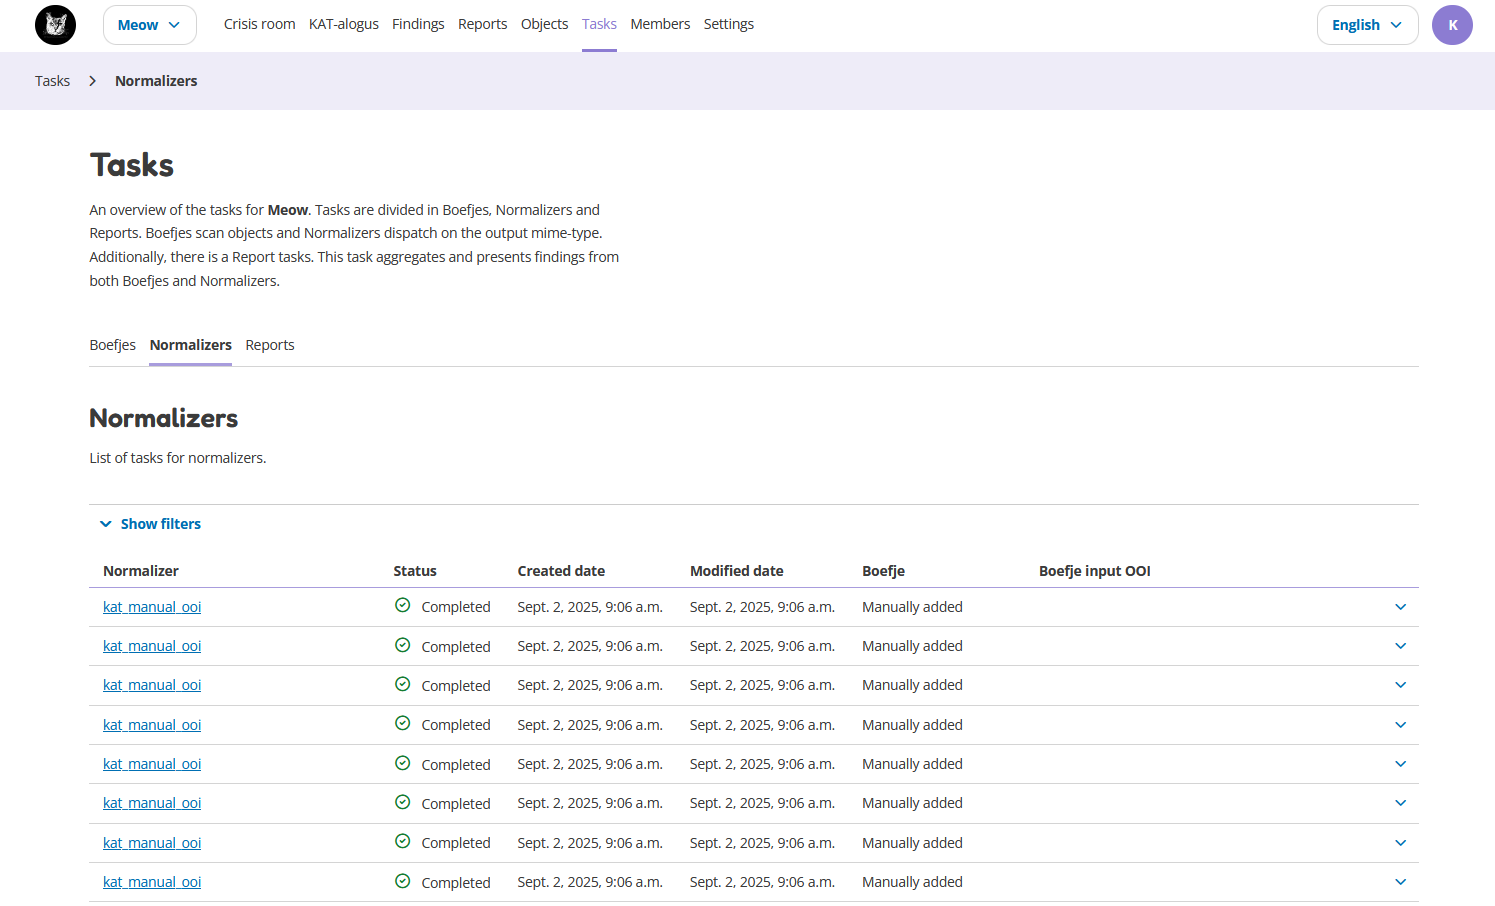 Meow
Crisis room KAT-alogus Findings Reports Objects Tasks Members Settings
English
K
Tasks > Normalizers
Tasks
An overview of the tasks for Meow. Tasks are divided in Boefjes, Normalizers and
Reports. Boefjes scan objects and Normalizers dispatch on the output mime-type.
Additionally, there is a Report tasks. This task aggregates and presents findings from
both Boefjes and Normalizers.
Boefjes Normalizers Reports
Normalizers
List of tasks for normalizers.
Show filters
Normalizer Status Created date Modified date Boefje Boefje input OOI
kat_manual_ooi Completed Sept. 2, 2025, 9:06 a.m. Sept. 2, 2025, 9:06 a.m. Manually added
kat_manual_ooi Completed Sept. 2, 2025, 9:06 a.m. Sept. 2, 2025, 9:06 a.m. Manually added
kat_manual_ooi Completed Sept. 2, 2025, 9:06 a.m. Sept. 2, 2025, 9:06 a.m. Manually added
kat_manual_ooi Completed Sept. 2, 2025, 9:06 a.m. Sept. 2, 2025, 9:06 a.m. Manually added
kat_manual_ooi Completed Sept. 2, 2025, 9:06 a.m. Sept. 2, 2025, 9:06 a.m. Manually added
kat_manual_ooi Completed Sept. 2, 2025, 9:06 a.m. Sept. 2, 2025, 9:06 a.m. Manually added
kat_manual_ooi Completed Sept. 2, 2025, 9:06 a.m. Sept. 2, 2025, 9:06 a.m. Manually added
kat_manual_ooi Completed Sept. 2, 2025, 9:06 a.m. Sept. 2, 2025, 9:06 a.m. Manually added